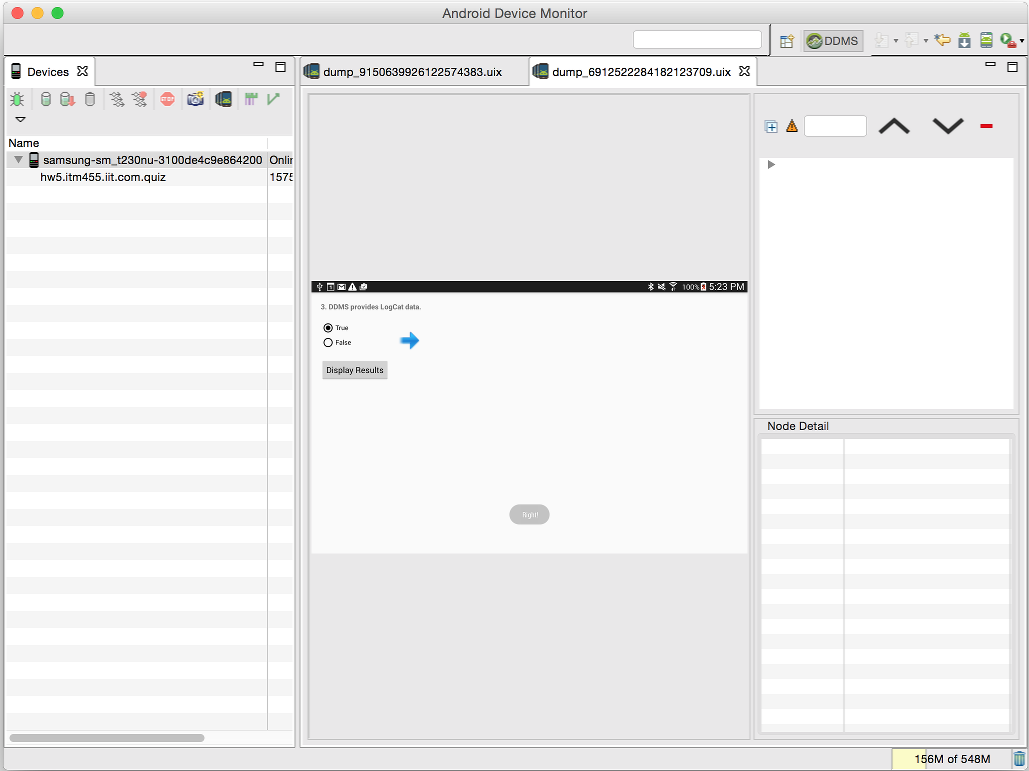 Android Device Monitor
DDMS
Devices
dump_9150639926122574383.uix
dump_6912522284182123709.uix
Name
samsung-sm_t230nu-3100de4c9e864200 Onlin
hw5.itm455.iit.com.quiz 1575
100% 5:23 PM
3. DDMS provides LogCat data.
True
False
Display Results
Right!
Node Detail
156M of 548M